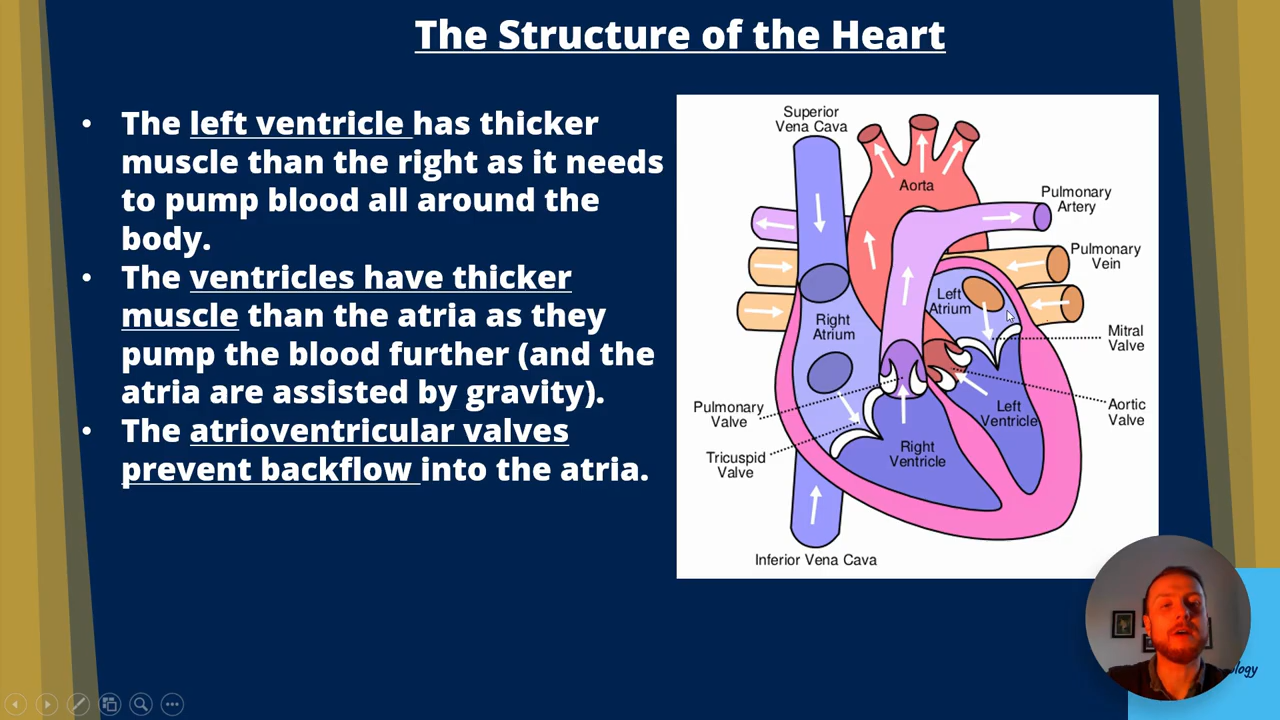 The Structure of the Heart
• The left ventricle has thicker
muscle than the right as it needs
to pump blood all around the
body.
• The ventricles have thicker
muscle than the atria as they
pump the blood further (and the
atria are assisted by gravity).
• The atrioventricular valves
prevent backflow into the atria.
Superior
Vena Cava
Aorta
Pulmonary
Artery
Pulmonary
Vein
Left
Atrium
Right
Atrium
Mitral
Valve
Pulmonary
Valve
Left
Ventricle
Aortic
Valve
Tricuspid
Valve
Right
Ventricle
Inferior Vena Cava